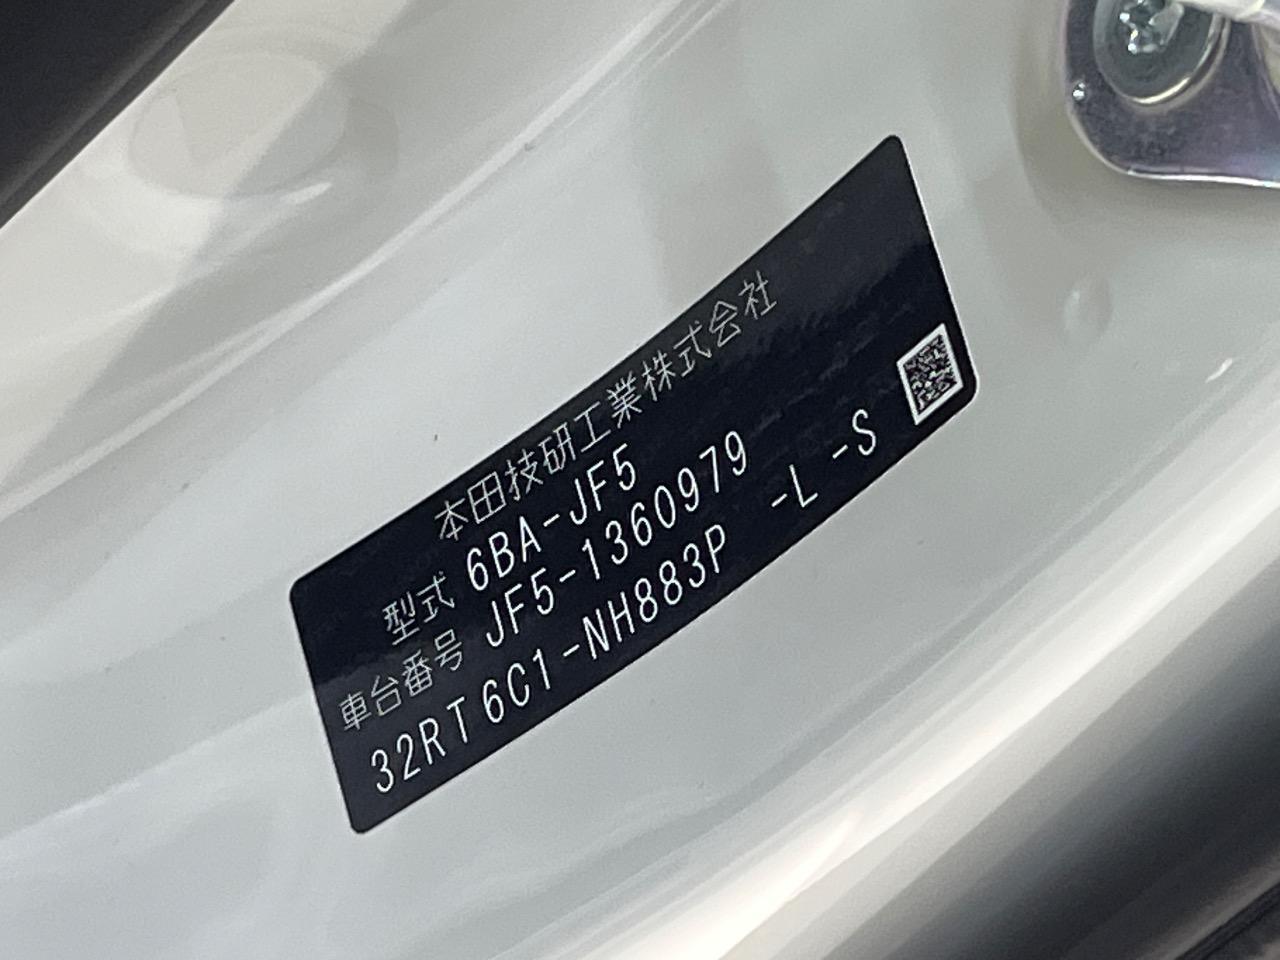 本田技研工業株式会社
型式 6BA-JF5
車台番号 JF5-1360979
32RT6C1-NH883P -L -S